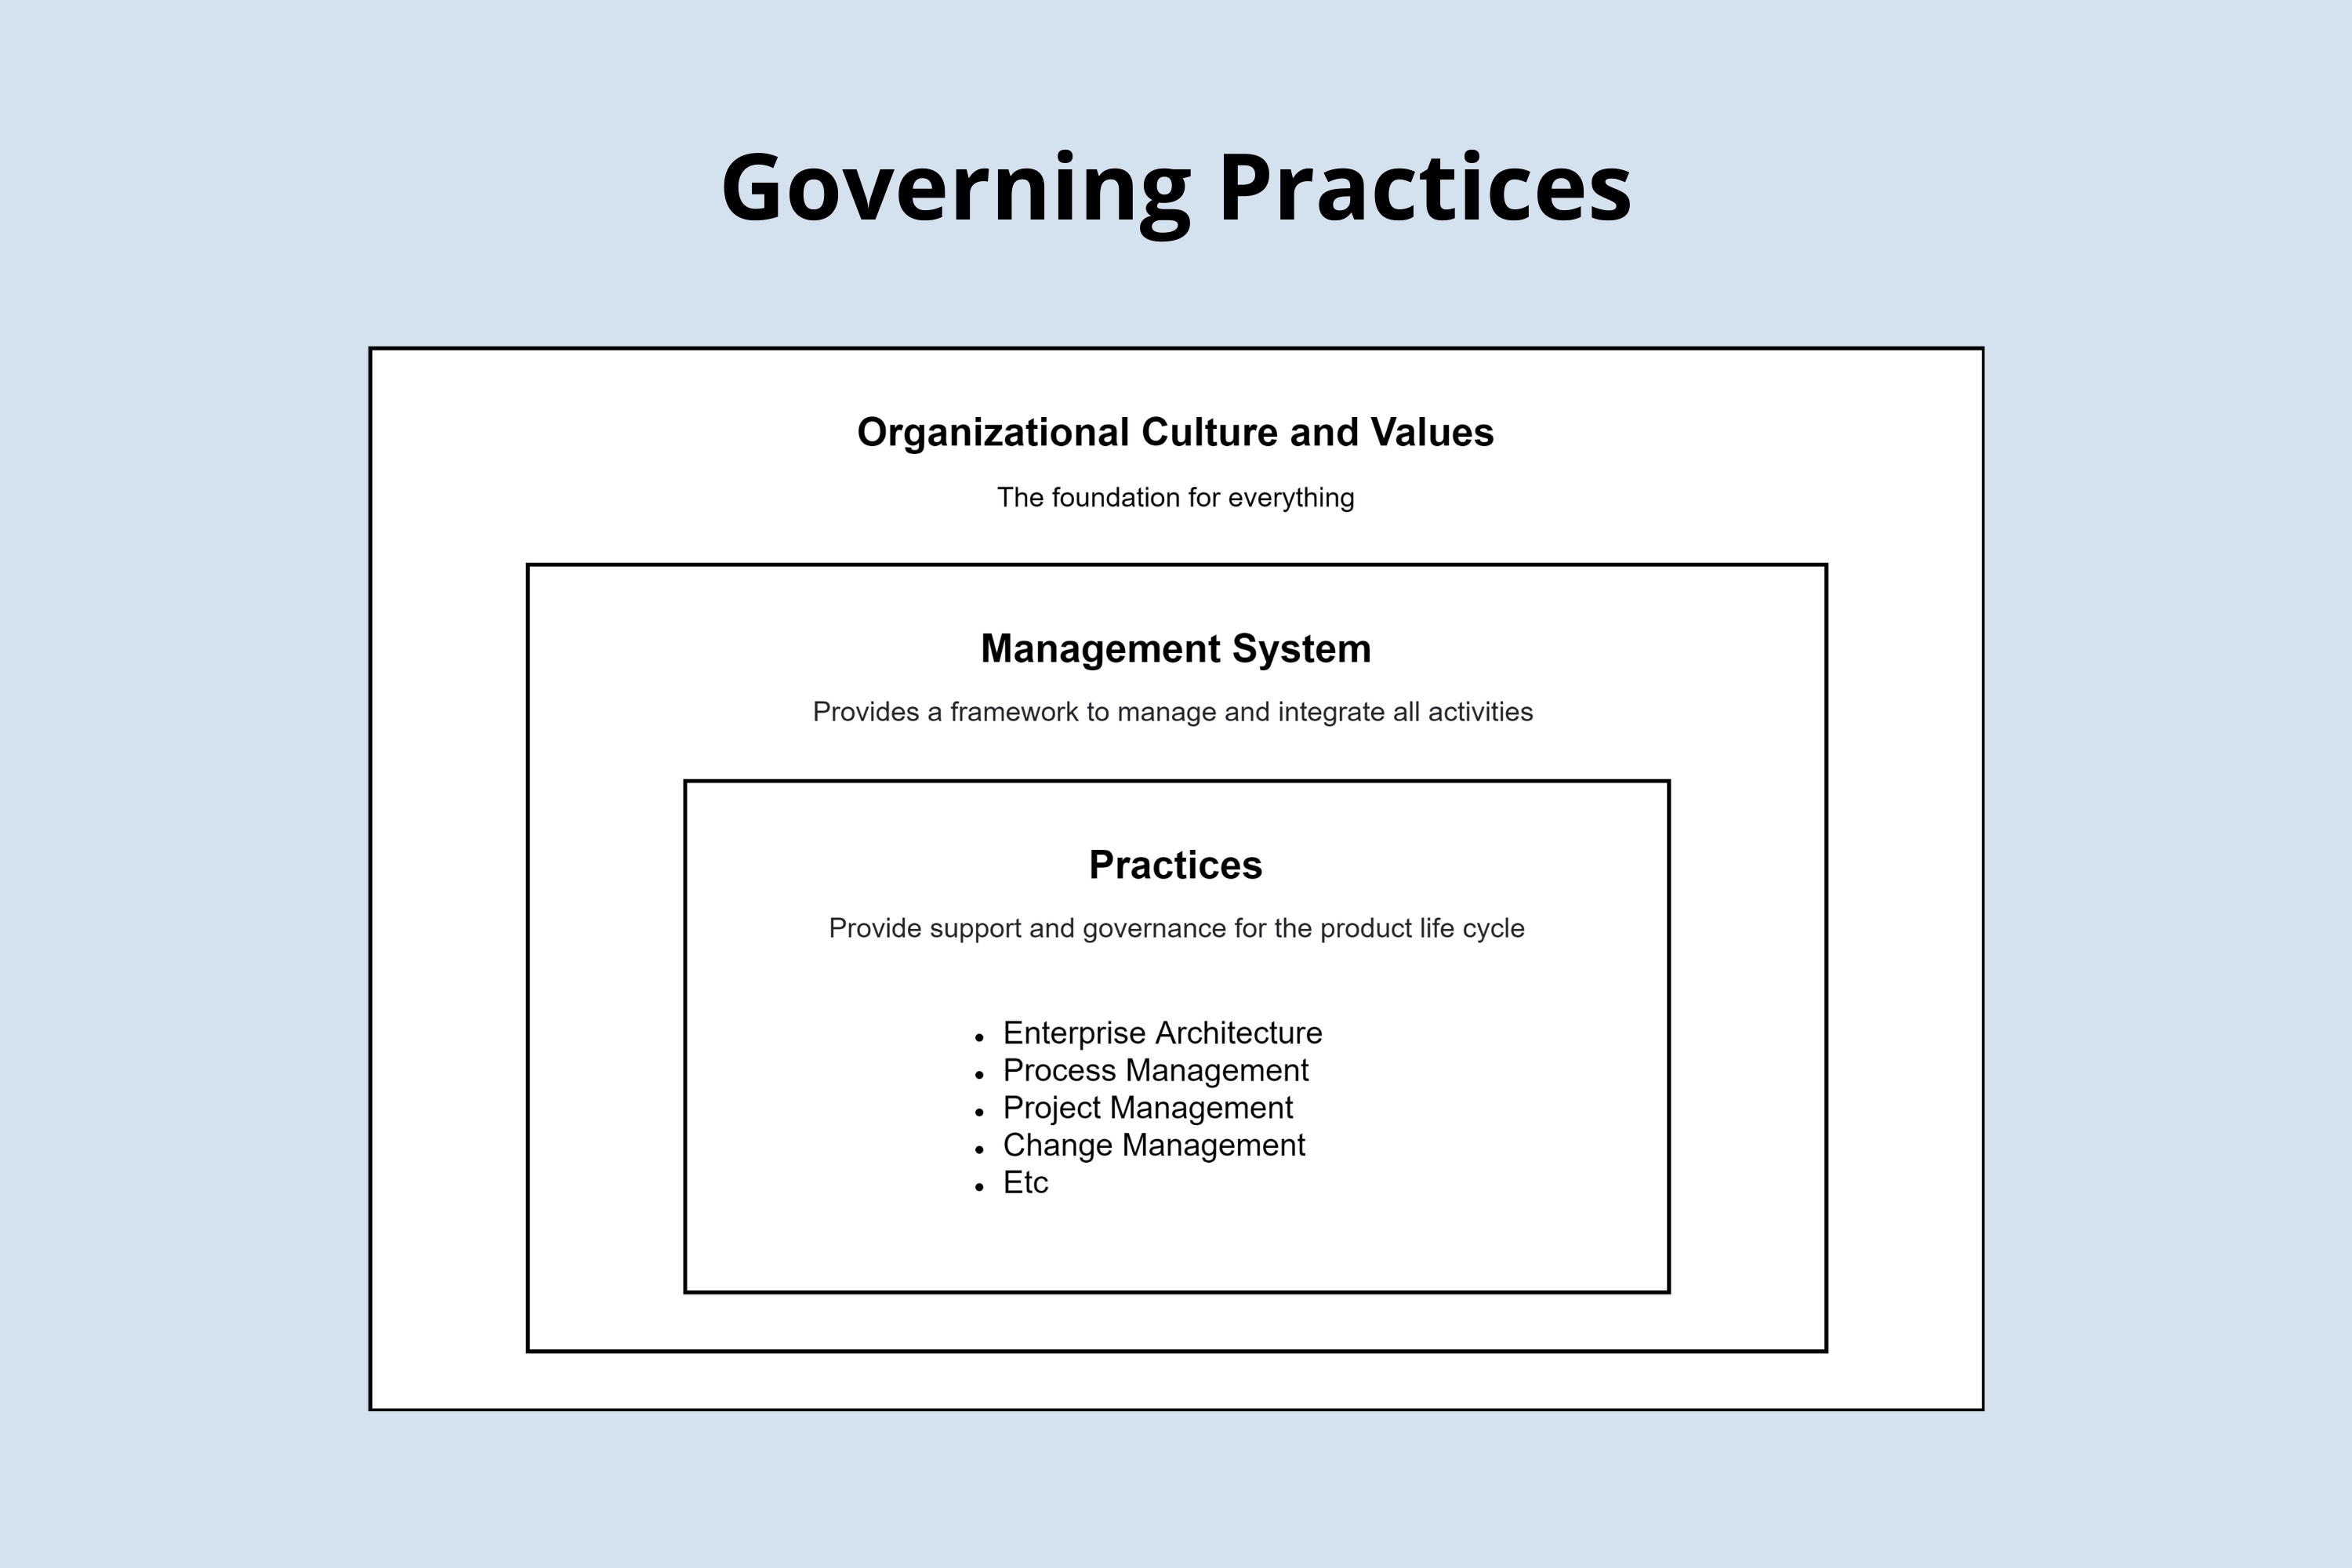 Governing Practices
Organizational Culture and Values
The foundation for everything
Management System
Provides a framework to manage and integrate all activities
Practices
Provide support and governance for the product life cycle
• Enterprise Architecture
• Process Management
• Project Management
• Change Management
• Etc